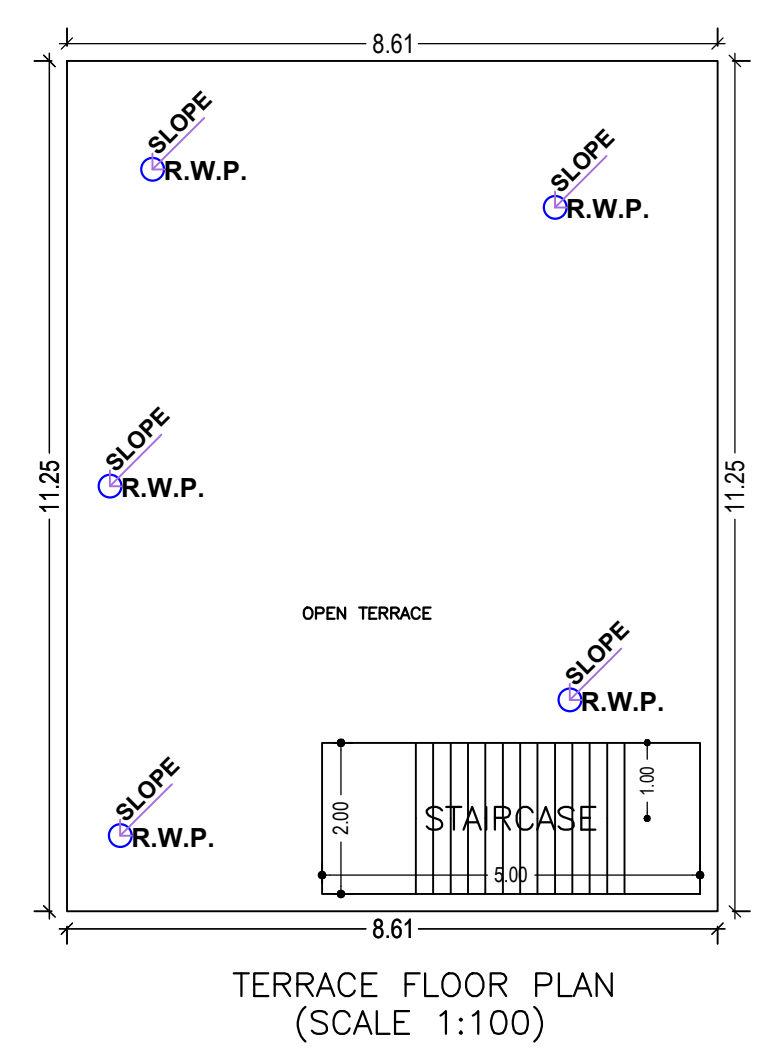 8.61
SLOPE
R.W.P.
SLOPE
R.W.P.
11.25
11.25
SLOPE
R.W.P.
OPEN TERRACE
SLOPE
R.W.P.
SLOPE
R.W.P.
1.00
2.00
STAIRCASE
5.00
8.61
TERRACE FLOOR PLAN
(SCALE 1:100)